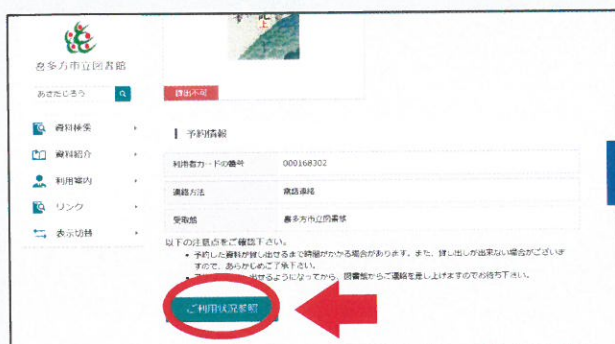 喜多方市立図書館
あさたじろう
資料検索
資料紹介
利用案内
リンク
表示切替
上
貸出不可
予約情報
利用者カードの番号 000168302
連絡方法 電話連絡
受取館 喜多方市立図書館
以下の注意点をご確認下さい。
• 予約した資料が貸し出せるまで時間がかかる場合があります。また、貸し出しが出来ない場合がございま
すので、あらかじめご了承下さい。
出せるようになってから、図書館からご連絡を差し上げますのでお待ち下さい。
ご利用状況参照